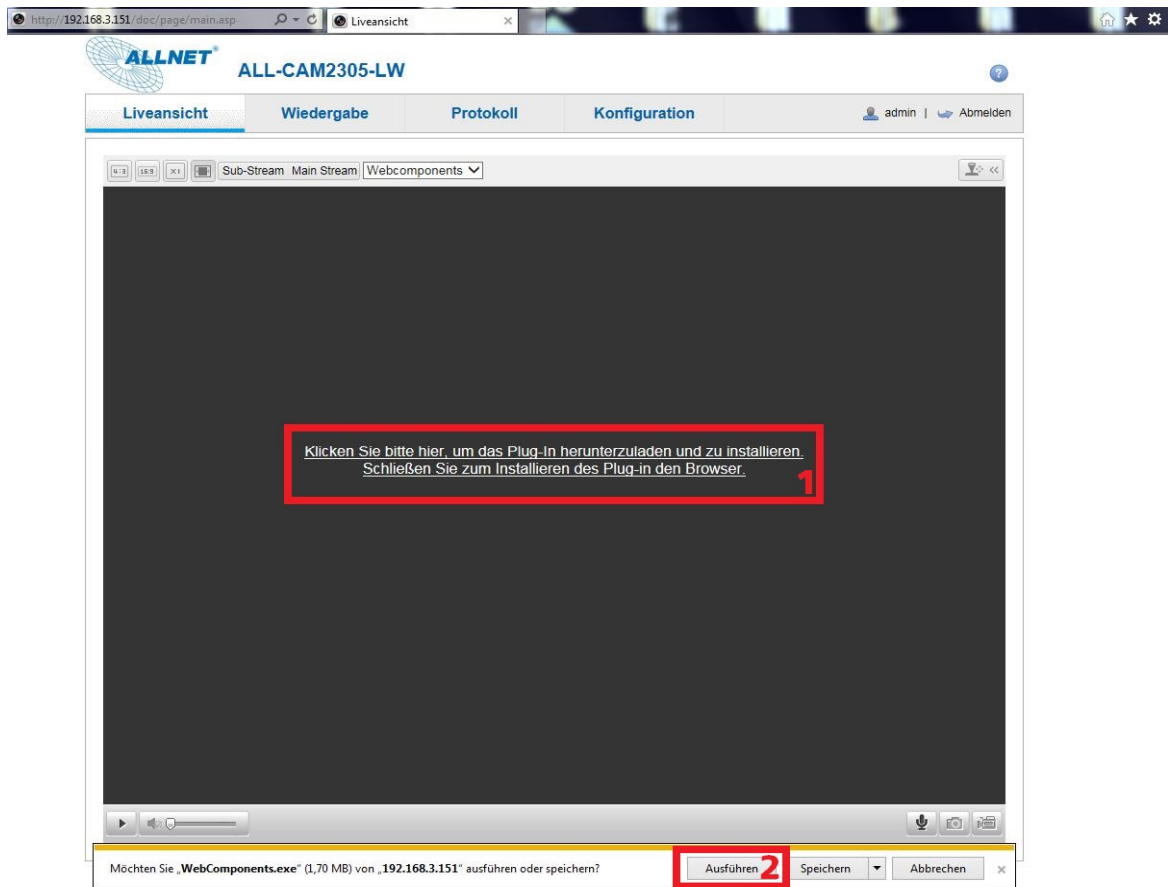 http://192.168.3.151/doc/page/main.asp Liveansicht
ALLNET®
ALL-CAM2305-LW
Liveansicht Wiedergabe Protokoll Konfiguration admin | Abmelden
4:3 16:9 X1 Sub-Stream Main Stream Webcomponents
Klicken Sie bitte hier, um das Plug-In herunterzuladen und zu installieren.
Schließen Sie zum Installieren des Plug-in den Browser.
1
Möchten Sie „WebComponents.exe“ (1,70 MB) von „192.168.3.151“ ausführen oder speichern? Ausführen 2 Speichern Abbrechen